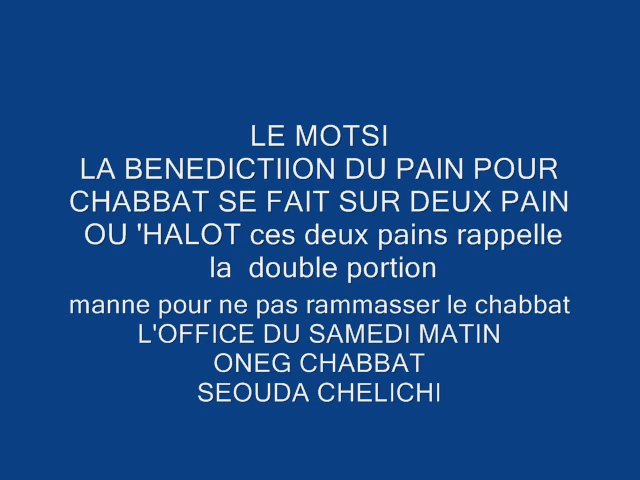 LE MOTSI
LA BENEDICTIION DU PAIN POUR
CHABBAT SE FAIT SUR DEUX PAIN
OU 'HALOT ces deux pains rappelle
la  double portion
manne pour ne pas rammasser le chabbat
L'OFFICE DU SAMEDI MATIN
ONEG CHABBAT
SEOUDA CHELICHI